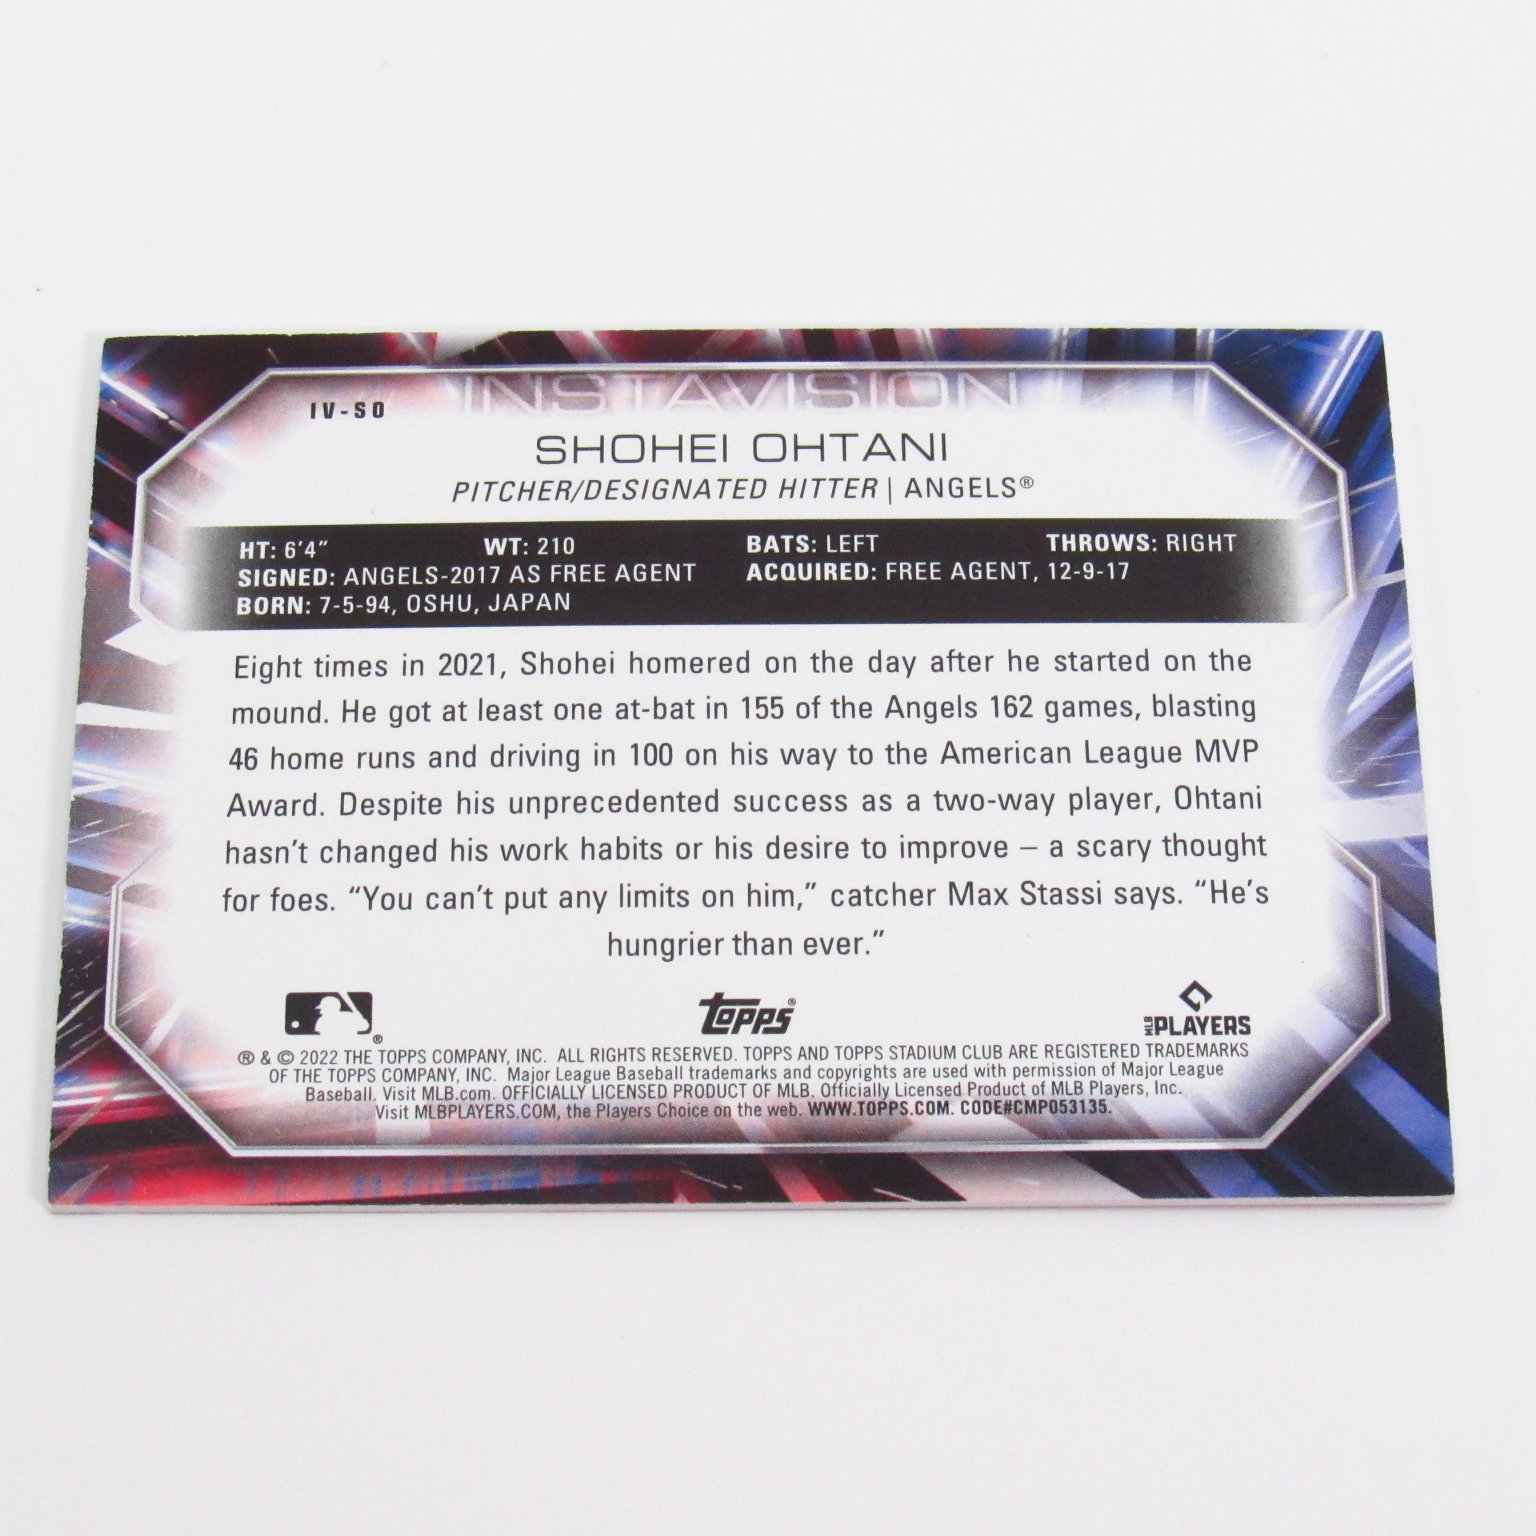 INSTAVISION
IV-SO
SHOHEI OHTANI
PITCHER/DESIGNATED HITTER | ANGELS®
HT: 6'4” WT: 210 BATS: LEFT THROWS: RIGHT
SIGNED: ANGELS-2017 AS FREE AGENT ACQUIRED: FREE AGENT, 12-9-17
BORN: 7-5-94, OSHU, JAPAN
Eight times in 2021, Shohei homered on the day after he started on the
mound. He got at least one at-bat in 155 of the Angels 162 games, blasting
46 home runs and driving in 100 on his way to the American League MVP
Award. Despite his unprecedented success as a two-way player, Ohtani
hasn't changed his work habits or his desire to improve – a scary thought
for foes. “You can't put any limits on him,” catcher Max Stassi says. “He's
hungrier than ever.”
®
Topps®
MLB PLAYERS
® & © 2022 THE TOPPS COMPANY, INC. ALL RIGHTS RESERVED. TOPPS AND TOPPS STADIUM CLUB ARE REGISTERED TRADEMARKS
OF THE TOPPS COMPANY, INC. Major League Baseball trademarks and copyrights are used with permission of Major League
Baseball. Visit MLB.com. OFFICIALLY LICENSED PRODUCT OF MLB. Officially Licensed Product of MLB Players, Inc.
Visit MLBPLAYERS.COM, the Players Choice on the web. WWW.TOPPS.COM. CODE#CMP053135.